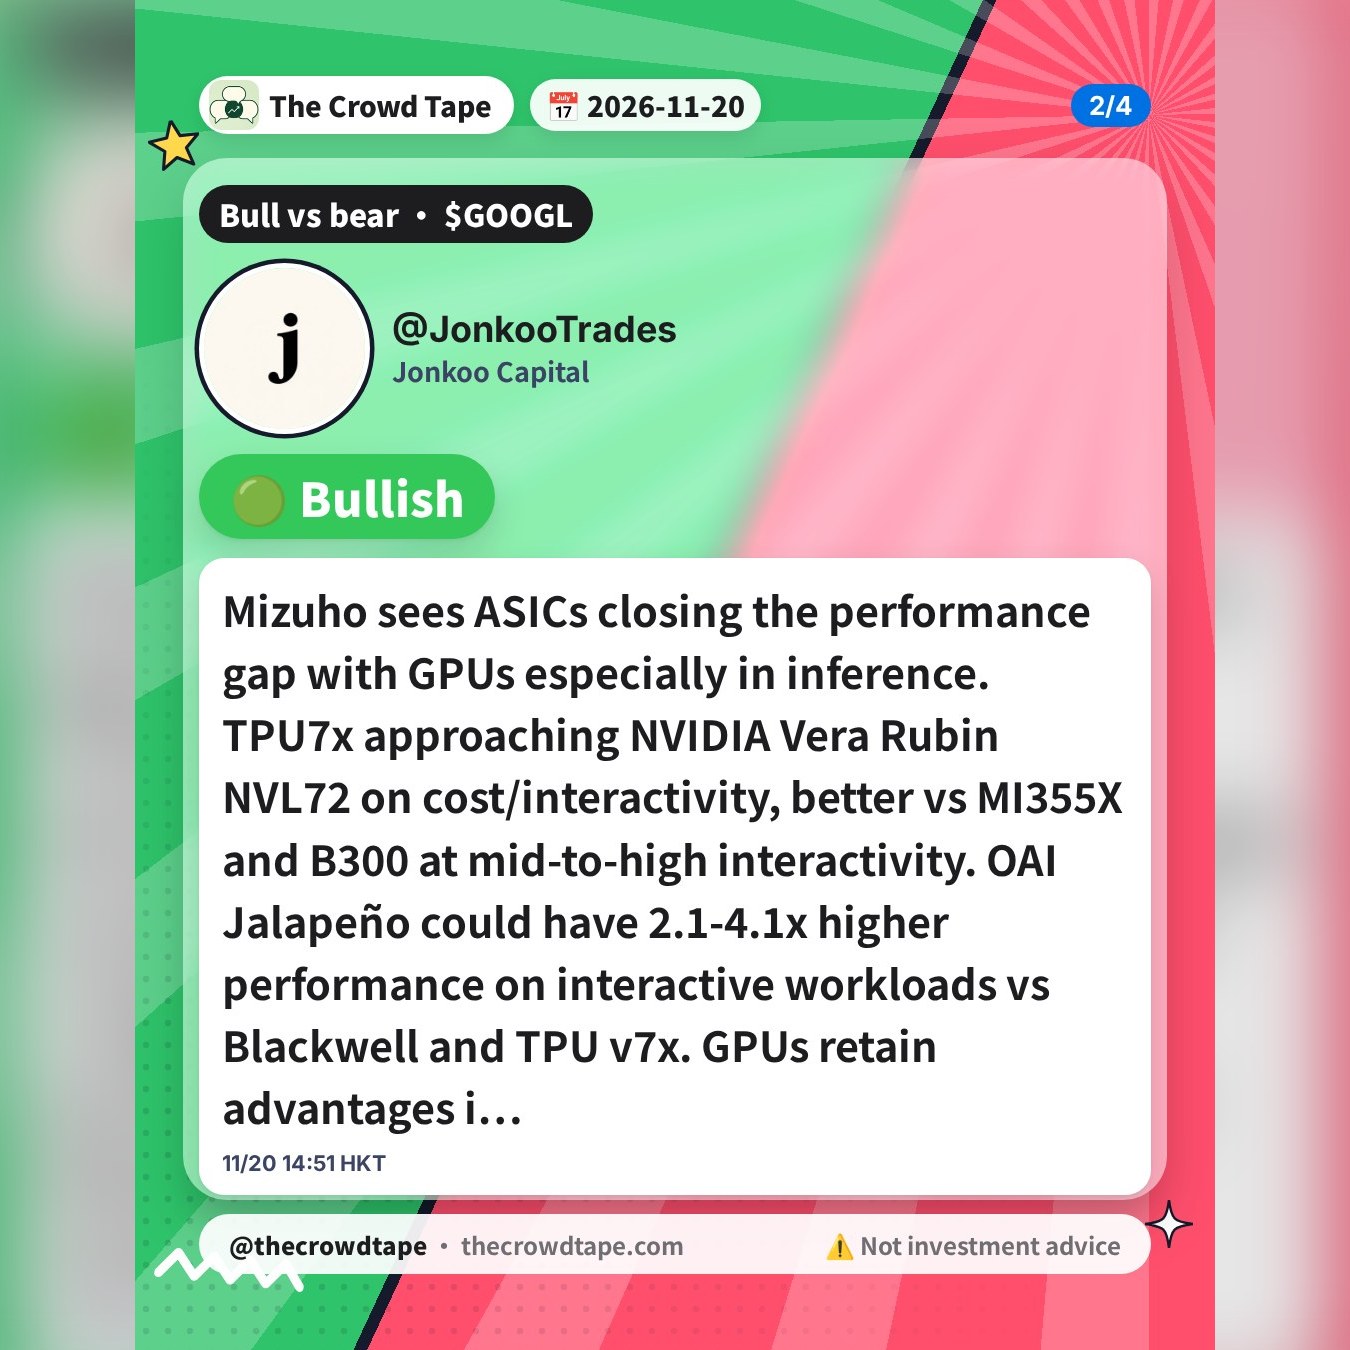 The Crowd Tape
July 17 2026-11-20
2/4
Bull vs bear • $GOOGL
j
@JonkooTrades
Jonkoo Capital
Bullish
Mizuho sees ASICs closing the performance
gap with GPUs especially in inference.
TPU7x approaching NVIDIA Vera Rubin
NVL72 on cost/interactivity, better vs MI355X
and B300 at mid-to-high interactivity. OAI
Jalapeño could have 2.1-4.1x higher
performance on interactive workloads vs
Blackwell and TPU v7x. GPUs retain
advantages i…
11/20 14:51 HKT
@thecrowdtape • thecrowdtape.com
Not investment advice